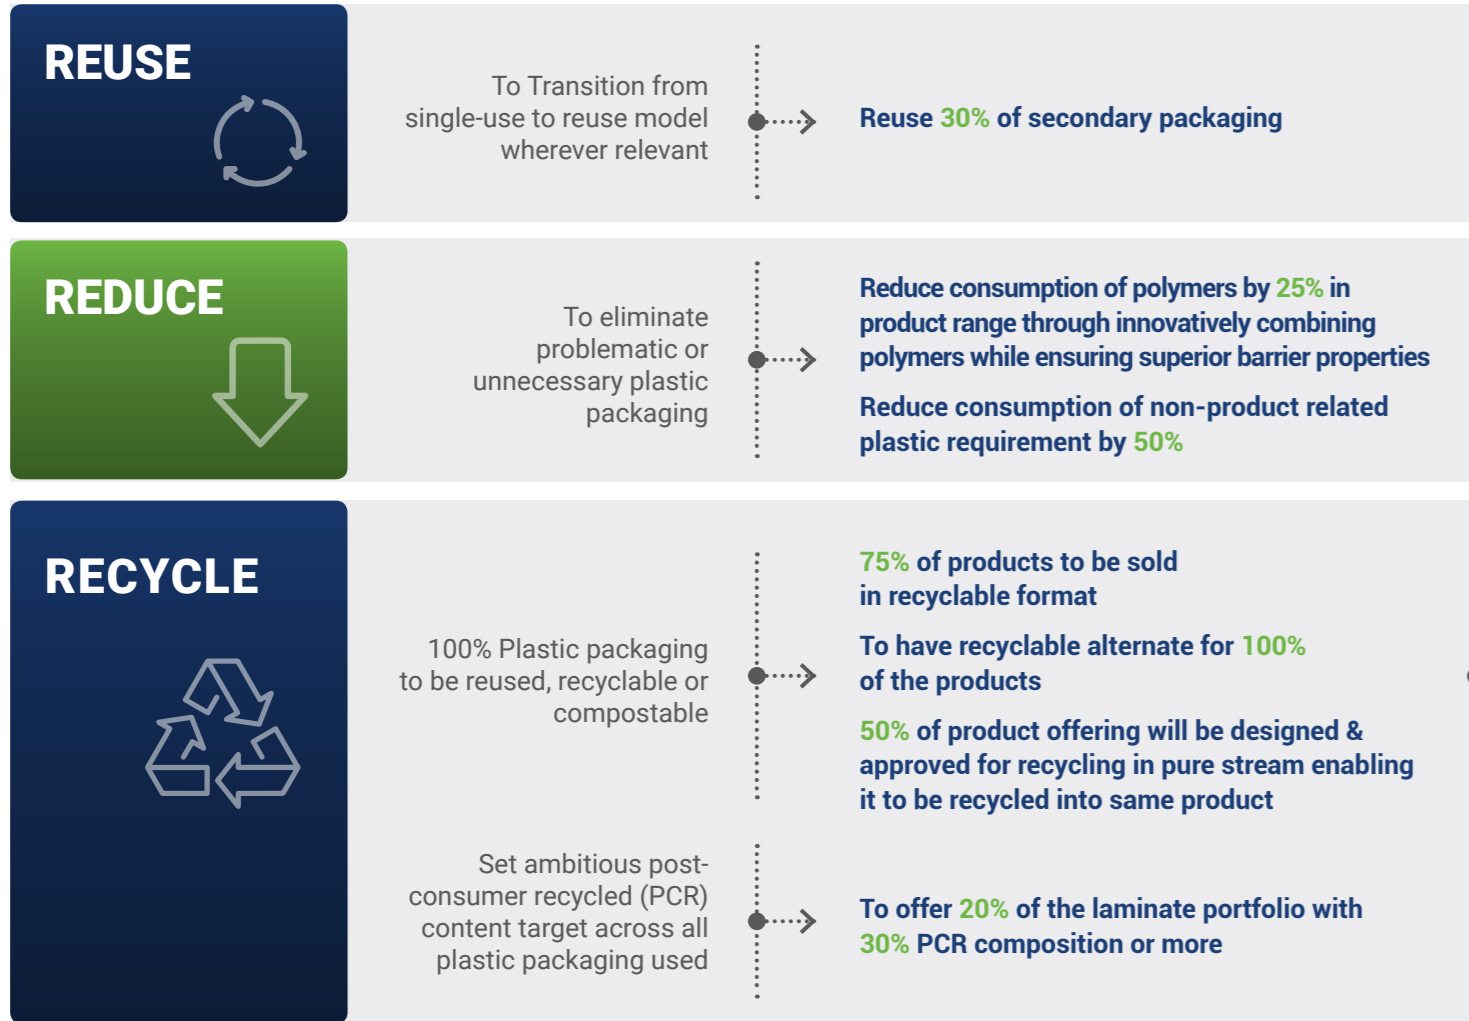 REUSE
To Transition from
single-use to reuse model
wherever relevant
Reuse 30% of secondary packaging
REDUCE
To eliminate
problematic or
unnecessary plastic
packaging
Reduce consumption of polymers by 25% in
product range through innovatively combining
polymers while ensuring superior barrier properties
Reduce consumption of non-product related
plastic requirement by 50%
RECYCLE
100% Plastic packaging
to be reused, recyclable or
compostable
75% of products to be sold
in recyclable format
To have recyclable alternate for 100%
of the products
50% of product offering will be designed &
approved for recycling in pure stream enabling
it to be recycled into same product
Set ambitious post-
consumer recycled (PCR)
content target across all
plastic packaging used
To offer 20% of the laminate portfolio with
30% PCR composition or more